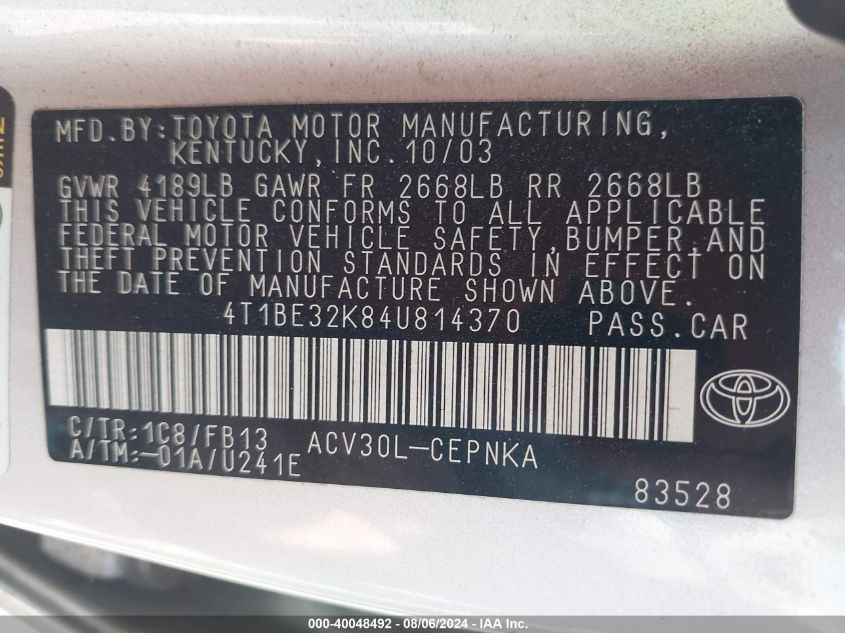 MFD.BY:TOYOTA MOTOR MANUFACTURING,
KENTUCKY,INC.10/03
GVWR 4189LB GAWR FR 2668LB RR 2668LB
THIS VEHICLE CONFORMS TO ALL APPLICABLE
FEDERAL MOTOR VEHICLE SAFETY,BUMPER,AND
THEFT PREVENTION STANDARDS IN EFFECT ON
THE DATE OF MANUFACTURE SHOWN ABOVE.
4T1BE32K84U814370 PASS.CAR
C/TR:1C8/FB13 ACV30L-CEPNKA
A/TM:-01A/U241E
83528
000-40048492 - 08/06/2024 - IAA Inc.